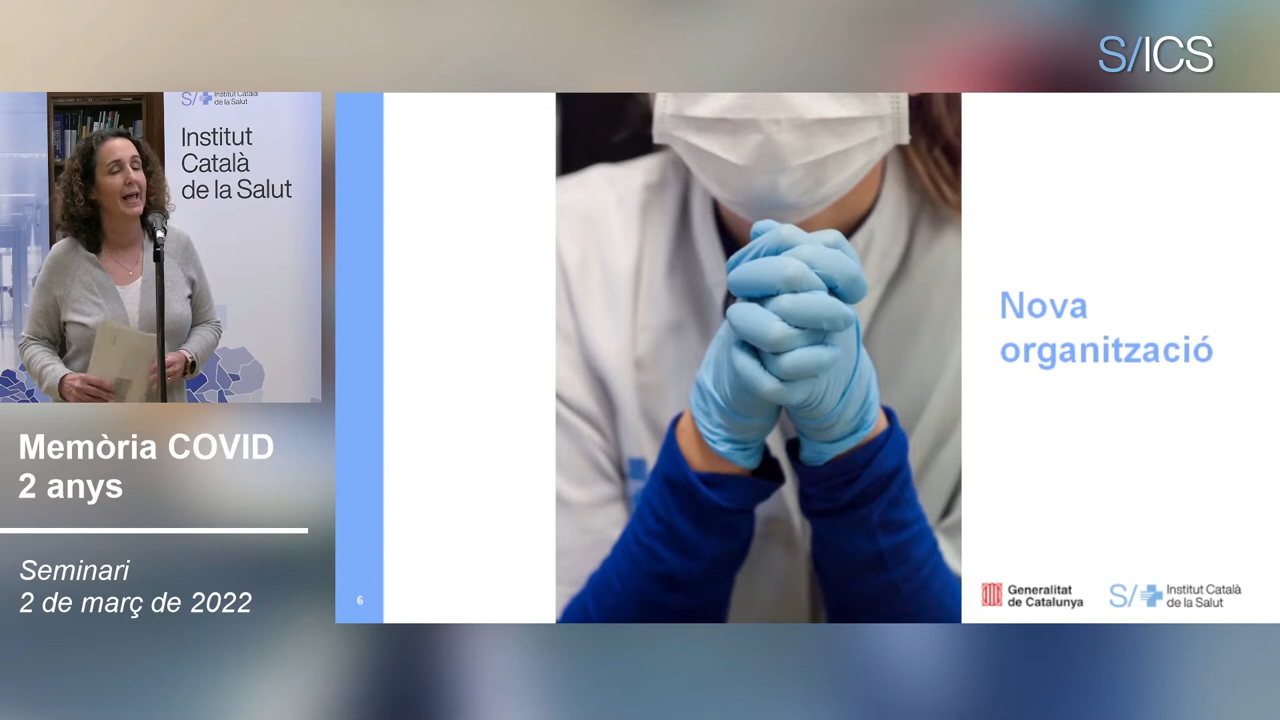 S/ICS
Institut Català
de la Salut
Institut
Català
de la Salut
Memòria COVID
2 anys
Seminari
2 de març de 2022
Nova
organització
6
Generalitat
de Catalunya
S/
Institut Català
de la Salut